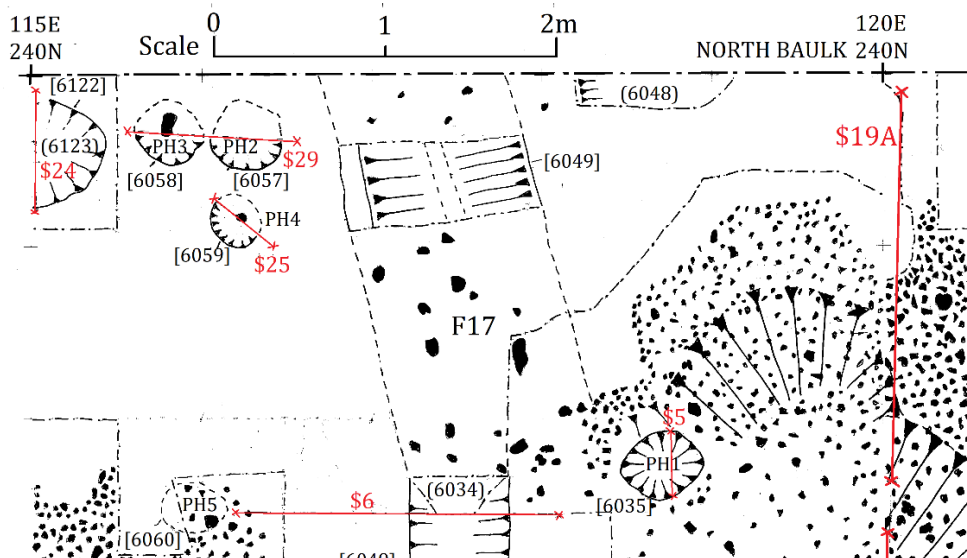 115E
240N
Scale
0 1 2m
NORTH BAULK
120E
240N
[6122]
(6123)
$24
PH3
PH2
$29
[6058]
[6057]
PH4
[6059]
$25
(6048)
[6049]
$19A
F17
$5
PH1
[6035]
(6034)
$6
PH5
[6060]